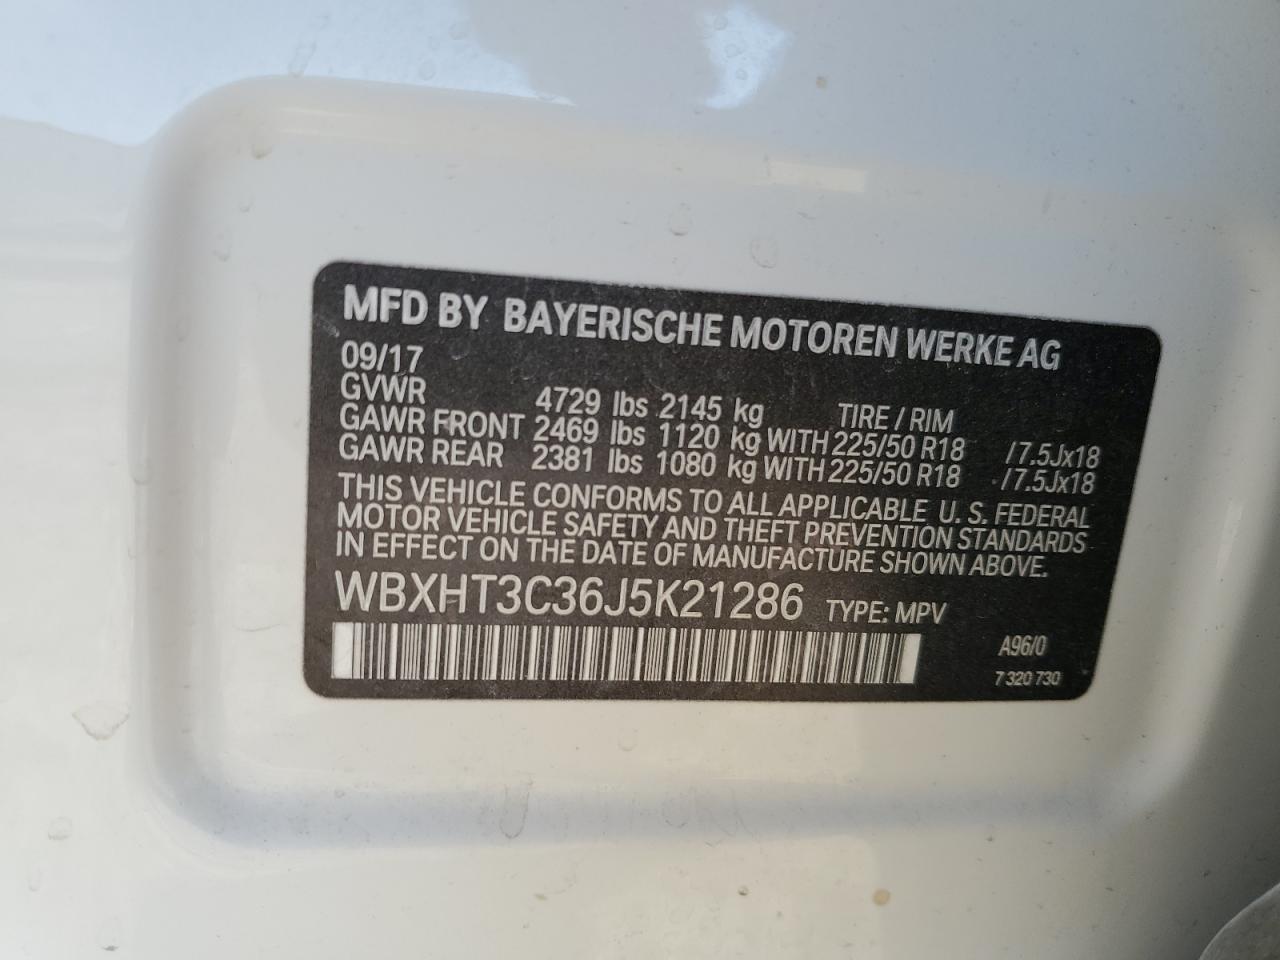 MFD BY BAYERISCHE MOTOREN WERKE AG
09/17
GVWR 4729 lbs 2145 kg TIRE / RIM
GAWR FRONT 2469 lbs 1120 kg WITH 225/50 R18 /7.5Jx18
GAWR REAR 2381 lbs 1080 kg WITH 225/50 R18 /7.5Jx18
THIS VEHICLE CONFORMS TO ALL APPLICABLE U. S. FEDERAL
MOTOR VEHICLE SAFETY AND THEFT PREVENTION STANDARDS
IN EFFECT ON THE DATE OF MANUFACTURE SHOWN ABOVE.
WBXHT3C36J5K21286 TYPE: MPV
A96/0
7 320 730